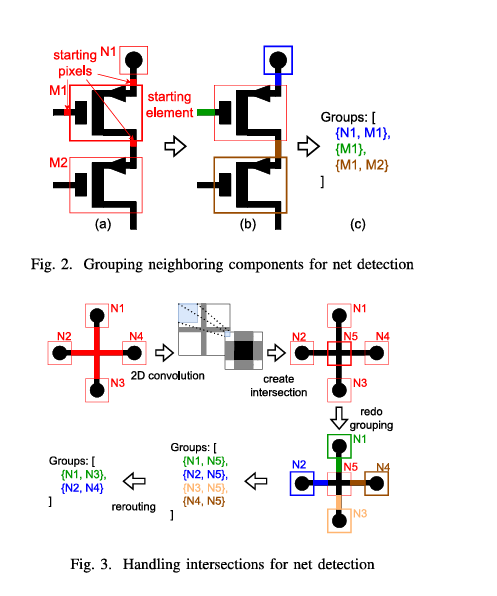 starting pixels
N1
M1
starting element
M2
Groups: [
{N1, M1},
{M1},
{M1, M2}
]
(a)
(b)
(c)
Fig. 2. Grouping neighboring components for net detection
N1
N2
N4
N3
2D convolution
create intersection
N1
N2
N5
N4
N3
redo grouping
N1
N2
N5
N4
N3
Groups: [
{N1, N5},
{N2, N5},
{N3, N5},
{N4, N5}
]
rerouting
Groups: [
{N1, N3},
{N2, N4}
]
Fig. 3. Handling intersections for net detection